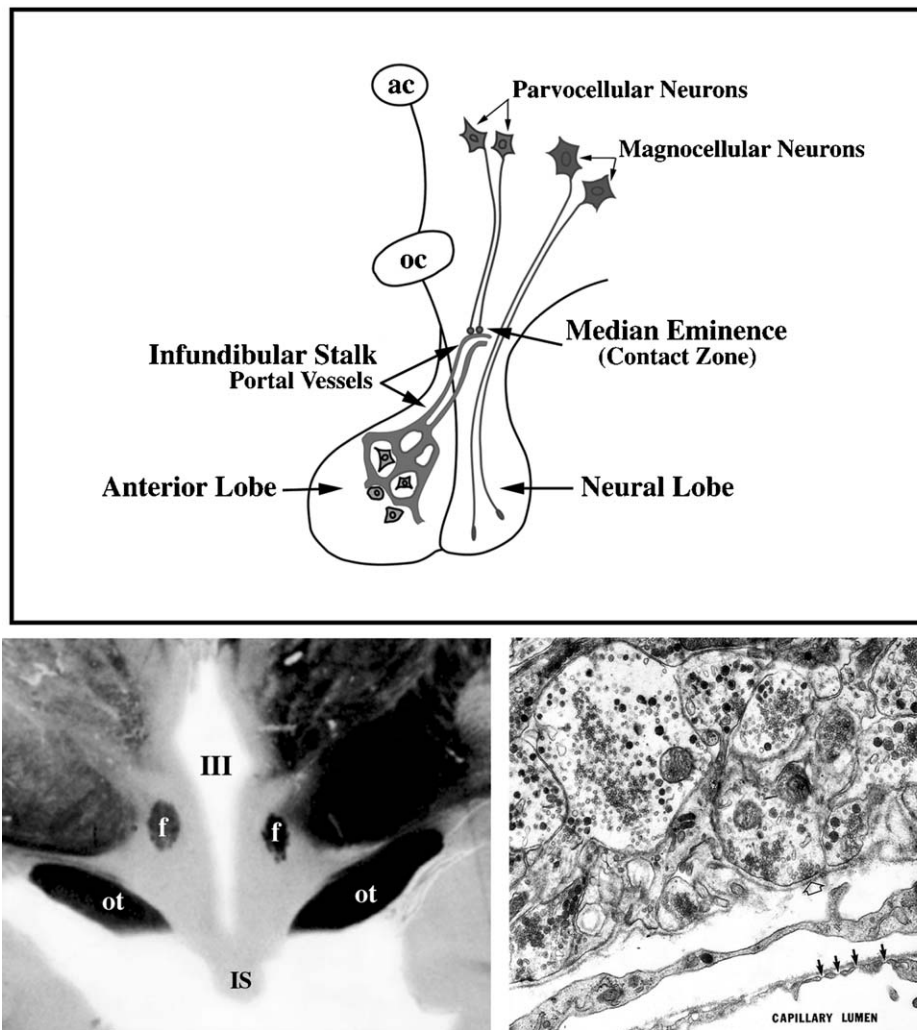 ac
Parvocellular Neurons
Magnocellular Neurons
oc
Median Eminence
(Contact Zone)
Infundibular Stalk
Portal Vessels
Anterior Lobe
Neural Lobe
III
f
f
ot
ot
IS
CAPILLARY LUMEN